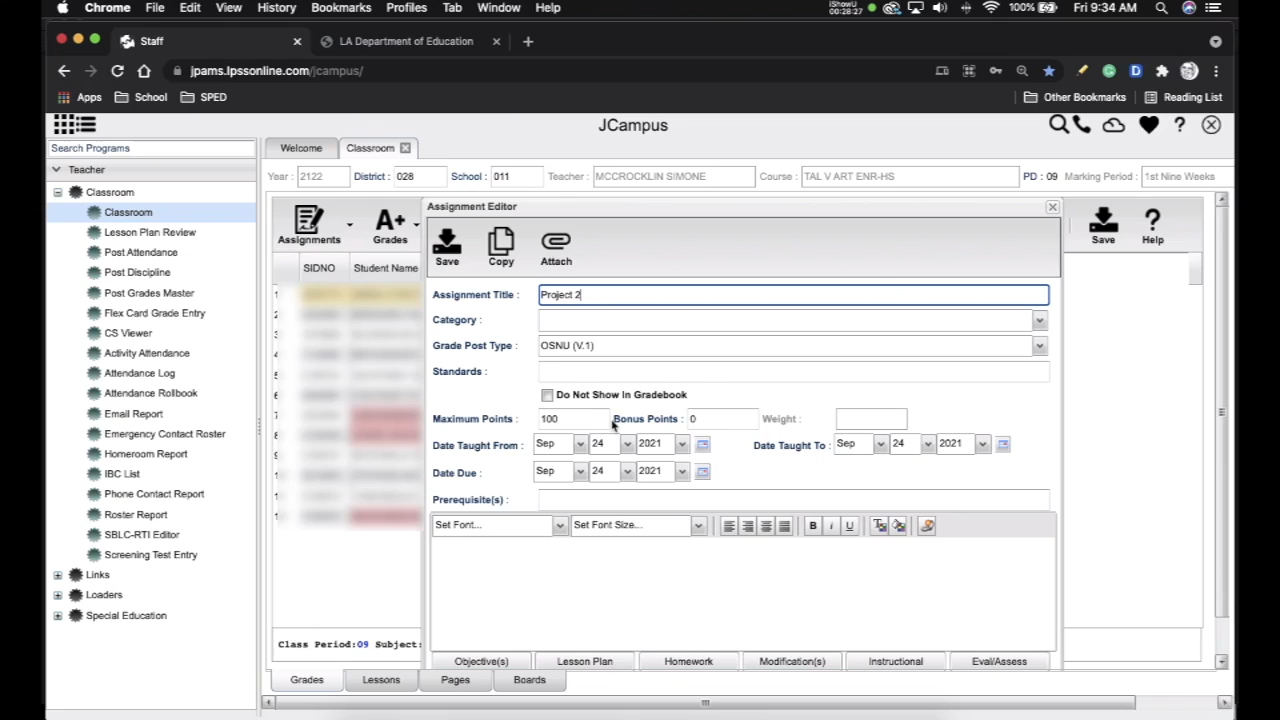 Chrome File Edit View History Bookmarks Profiles Tab Window Help iShowU 00:28:27 100% Fri 9:34 AM
Staff LA Department of Education
jpams.lpssonline.com/jcampus/
Apps School SPED Other Bookmarks Reading List
JCampus
Search Programs Welcome Classroom
Teacher Year : 2122 District : 028 School : 011 Teacher : MCCROCKLIN SIMONE Course : TAL V ART ENR-HS PD : 09 Marking Period : 1st Nine Weeks
Classroom
Classroom
Lesson Plan Review
Post Attendance
Post Discipline
Post Grades Master
Flex Card Grade Entry
CS Viewer
Activity Attendance
Attendance Log
Attendance Rollbook
Email Report
Emergency Contact Roster
Homeroom Report
IBC List
Phone Contact Report
Roster Report
SBLC-RTI Editor
Screening Test Entry
Links
Loaders
Special Education
Assignments A+ Grades Save Help
SIDNO Student Name
Assignment Editor
Save Copy Attach
Assignment Title : Project 2
Category :
Grade Post Type : OSNU (V.1)
Standards :
Do Not Show In Gradebook
Maximum Points : 100 Bonus Points : 0 Weight :
Date Taught From : Sep 24 2021 Date Taught To : Sep 24 2021
Date Due : Sep 24 2021
Prerequisite(s) :
Set Font... Set Font Size... B i U
Objective(s) Lesson Plan Homework Modification(s) Instructional Eval/Assess
Class Period:09 Subject:
Grades Lessons Pages Boards